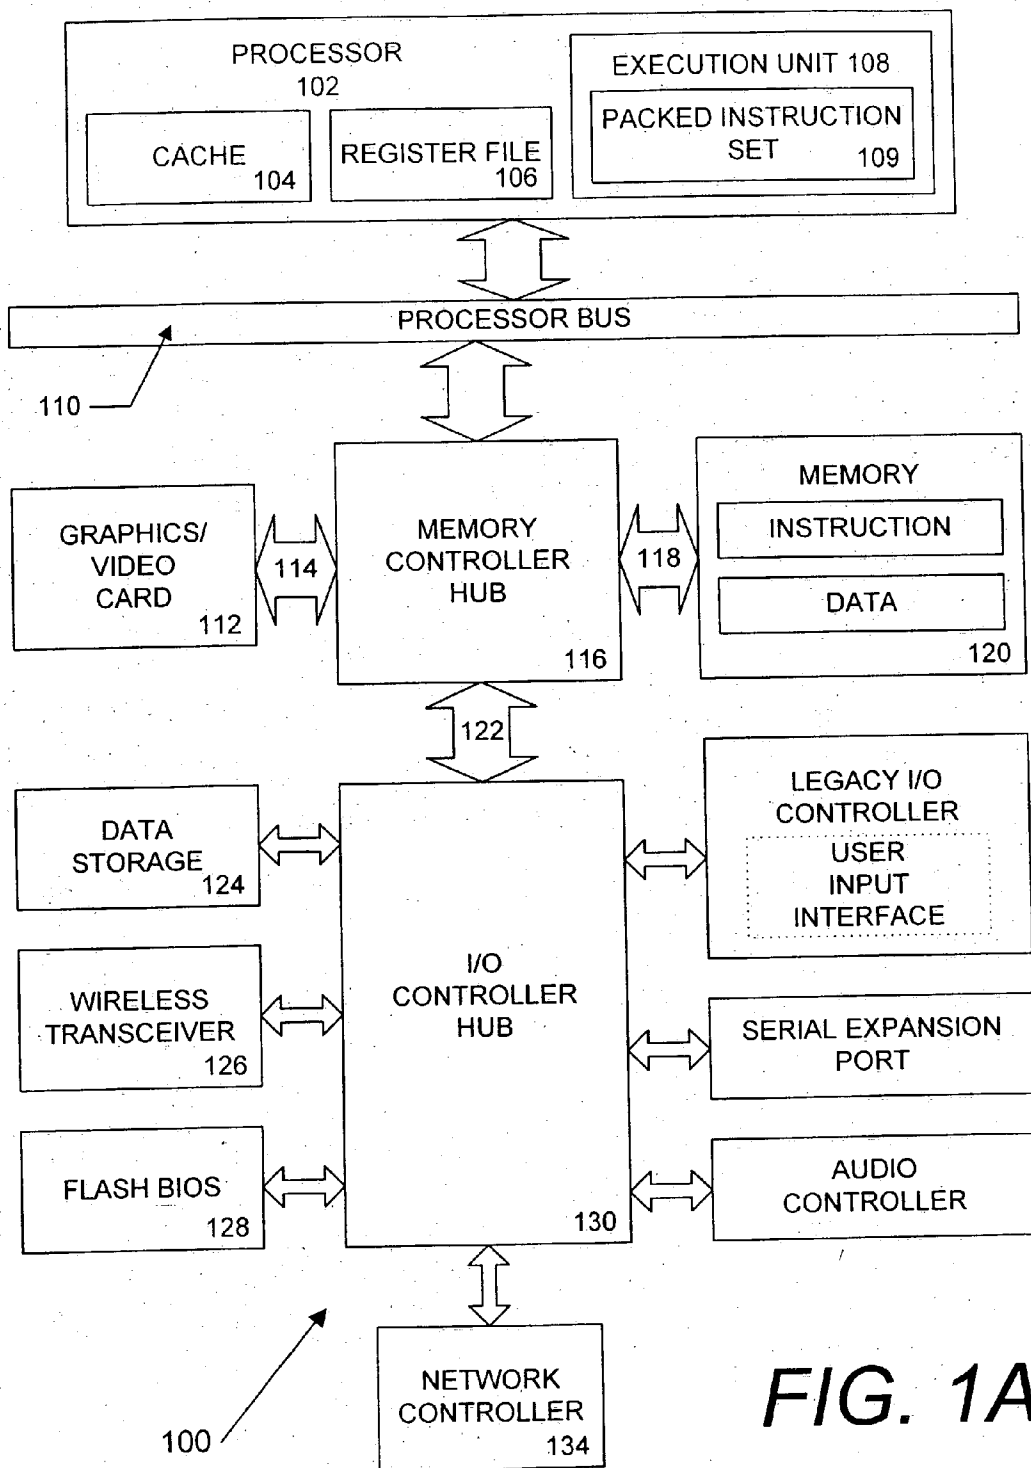 PROCESSOR
102
CACHE
104
REGISTER FILE
106
EXECUTION UNIT 108
PACKED INSTRUCTION
SET
109
PROCESSOR BUS
110
GRAPHICS/
VIDEO
CARD
112
114
MEMORY
CONTROLLER
HUB
116
118
MEMORY
INSTRUCTION
DATA
120
122
DATA
STORAGE
124
WIRELESS
TRANSCEIVER
126
FLASH BIOS
128
I/O
CONTROLLER
HUB
130
LEGACY I/O
CONTROLLER
USER
INPUT
INTERFACE
SERIAL EXPANSION
PORT
AUDIO
CONTROLLER
NETWORK
CONTROLLER
134
100
FIG. 1A